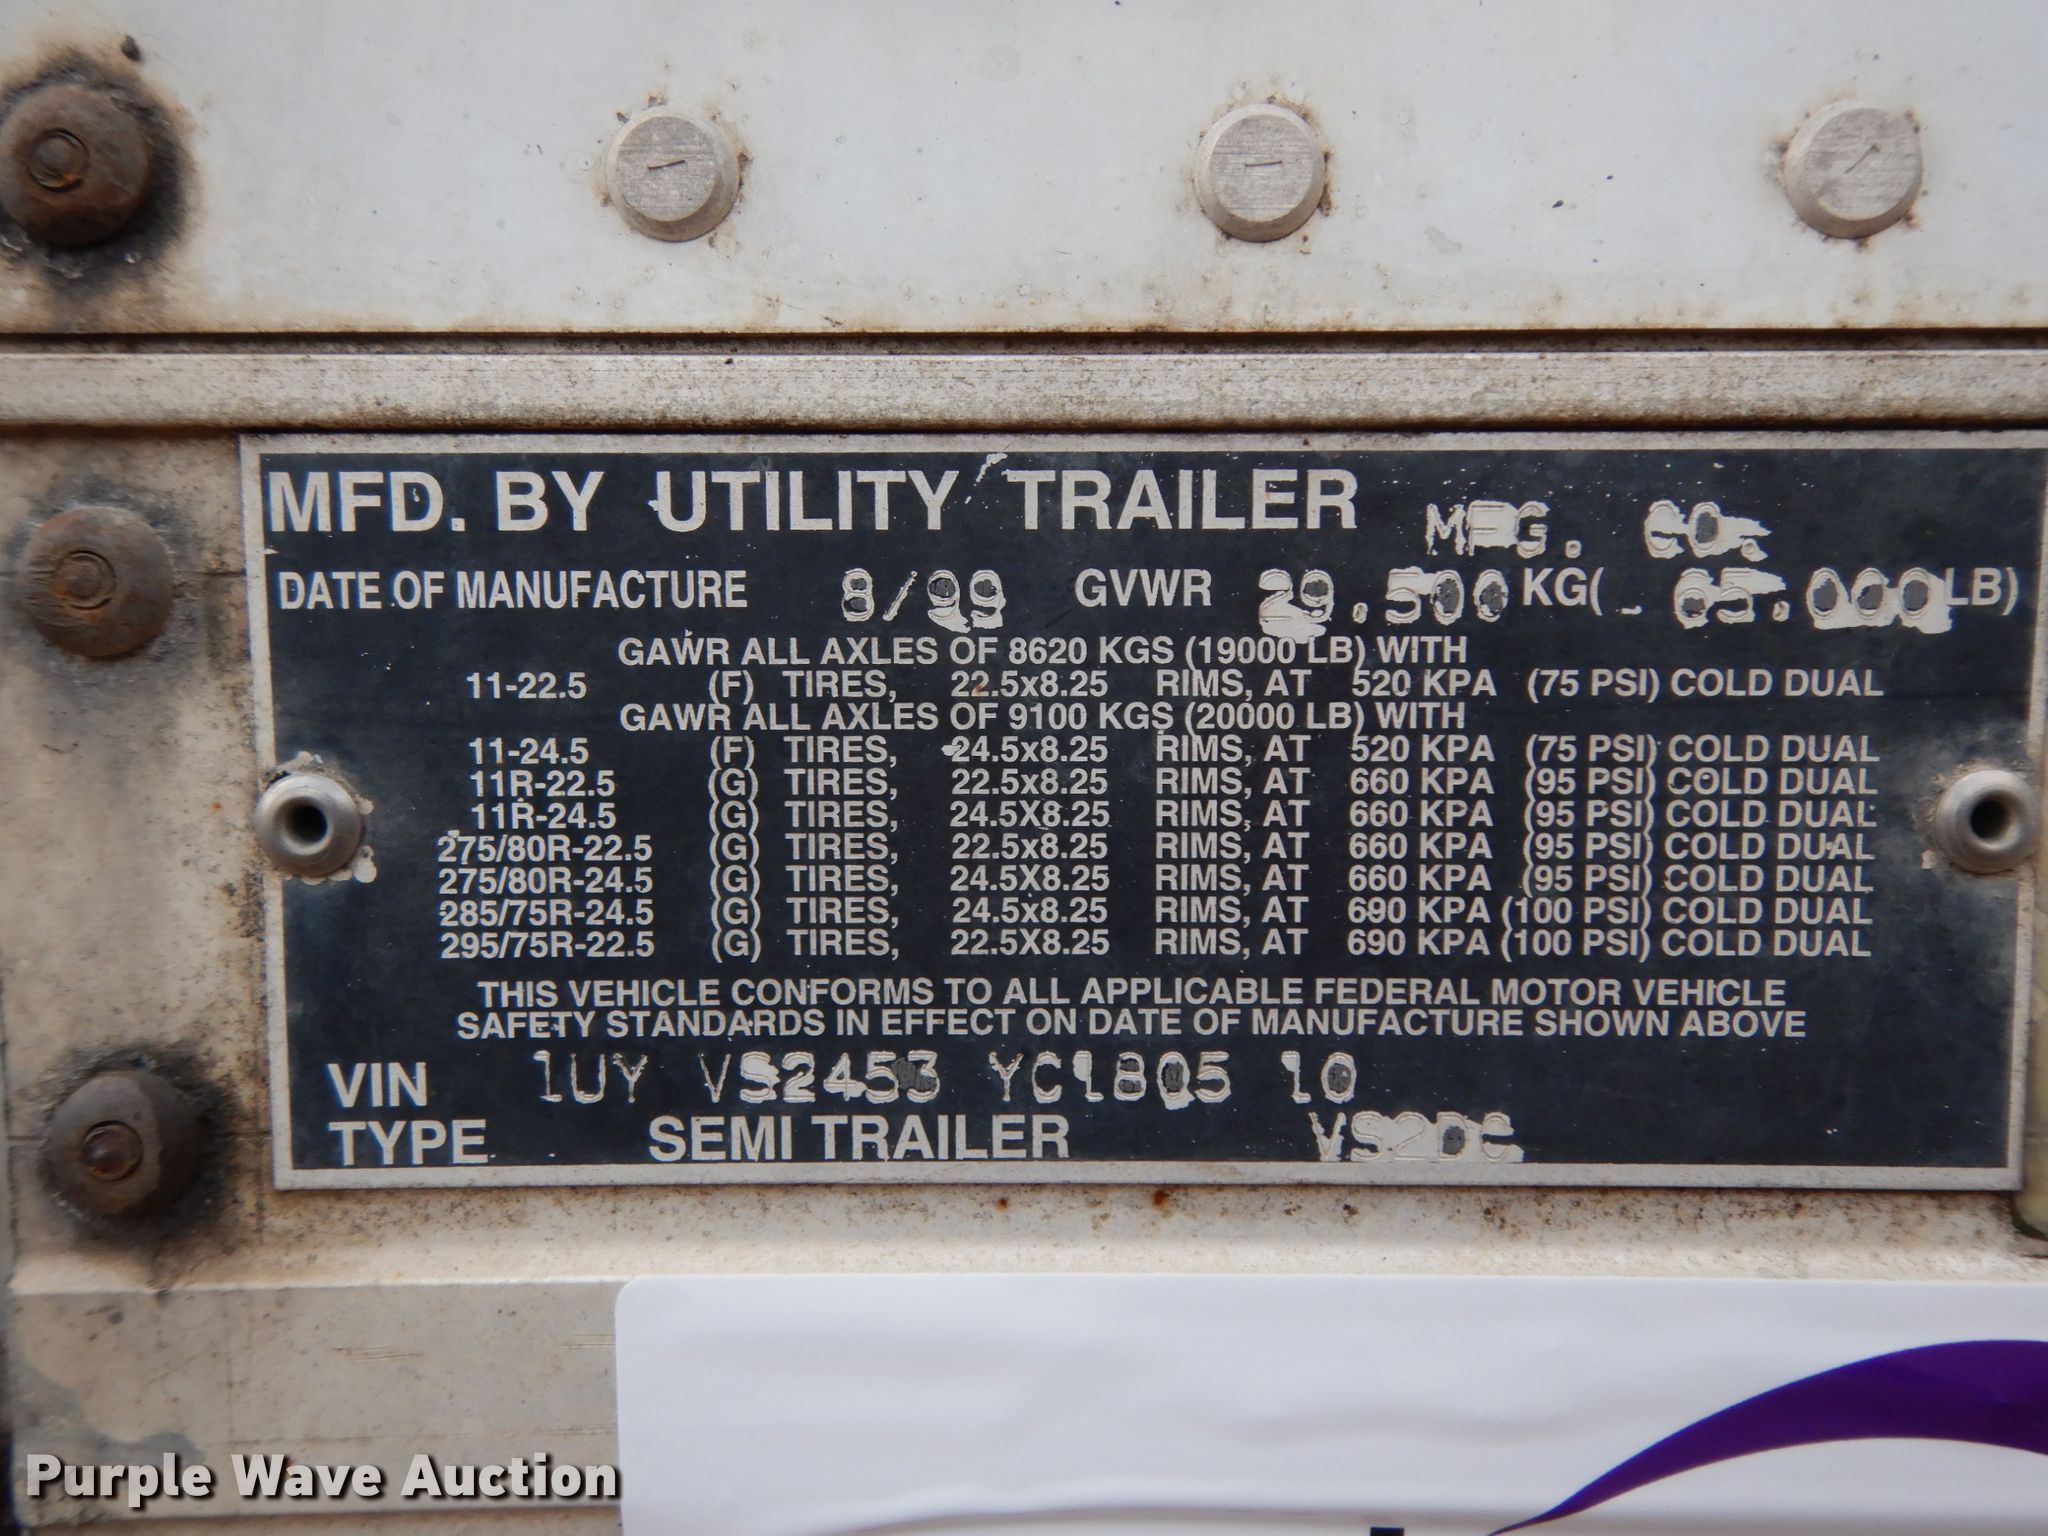 MFD. BY UTILITY TRAILER MFG. CO.
DATE OF MANUFACTURE 8/99 GVWR 29.500 KG( 65.000 LB)
GAWR ALL AXLES OF 8620 KGS (19000 LB) WITH
11-22.5 (F) TIRES, 22.5x8.25 RIMS, AT 520 KPA (75 PSI) COLD DUAL
GAWR ALL AXLES OF 9100 KGS (20000 LB) WITH
11-24.5 (F) TIRES, 24.5x8.25 RIMS, AT 520 KPA (75 PSI) COLD DUAL
11R-22.5 (G) TIRES, 22.5x8.25 RIMS, AT 660 KPA (95 PSI) COLD DUAL
11R-24.5 (G) TIRES, 24.5X8.25 RIMS, AT 660 KPA (95 PSI) COLD DUAL
275/80R-22.5 (G) TIRES, 22.5x8.25 RIMS, AT 660 KPA (95 PSI) COLD DUAL
275/80R-24.5 (G) TIRES, 24.5X8.25 RIMS, AT 660 KPA (95 PSI) COLD DUAL
285/75R-24.5 (G) TIRES, 24.5x8.25 RIMS, AT 690 KPA (100 PSI) COLD DUAL
295/75R-22.5 (G) TIRES, 22.5X8.25 RIMS, AT 690 KPA (100 PSI) COLD DUAL
THIS VEHICLE CONFORMS TO ALL APPLICABLE FEDERAL MOTOR VEHICLE
SAFETY STANDARDS IN EFFECT ON DATE OF MANUFACTURE SHOWN ABOVE
VIN 1UY VS2453 YC1805 10
TYPE SEMI TRAILER VS2DC
Purple Wave Auction